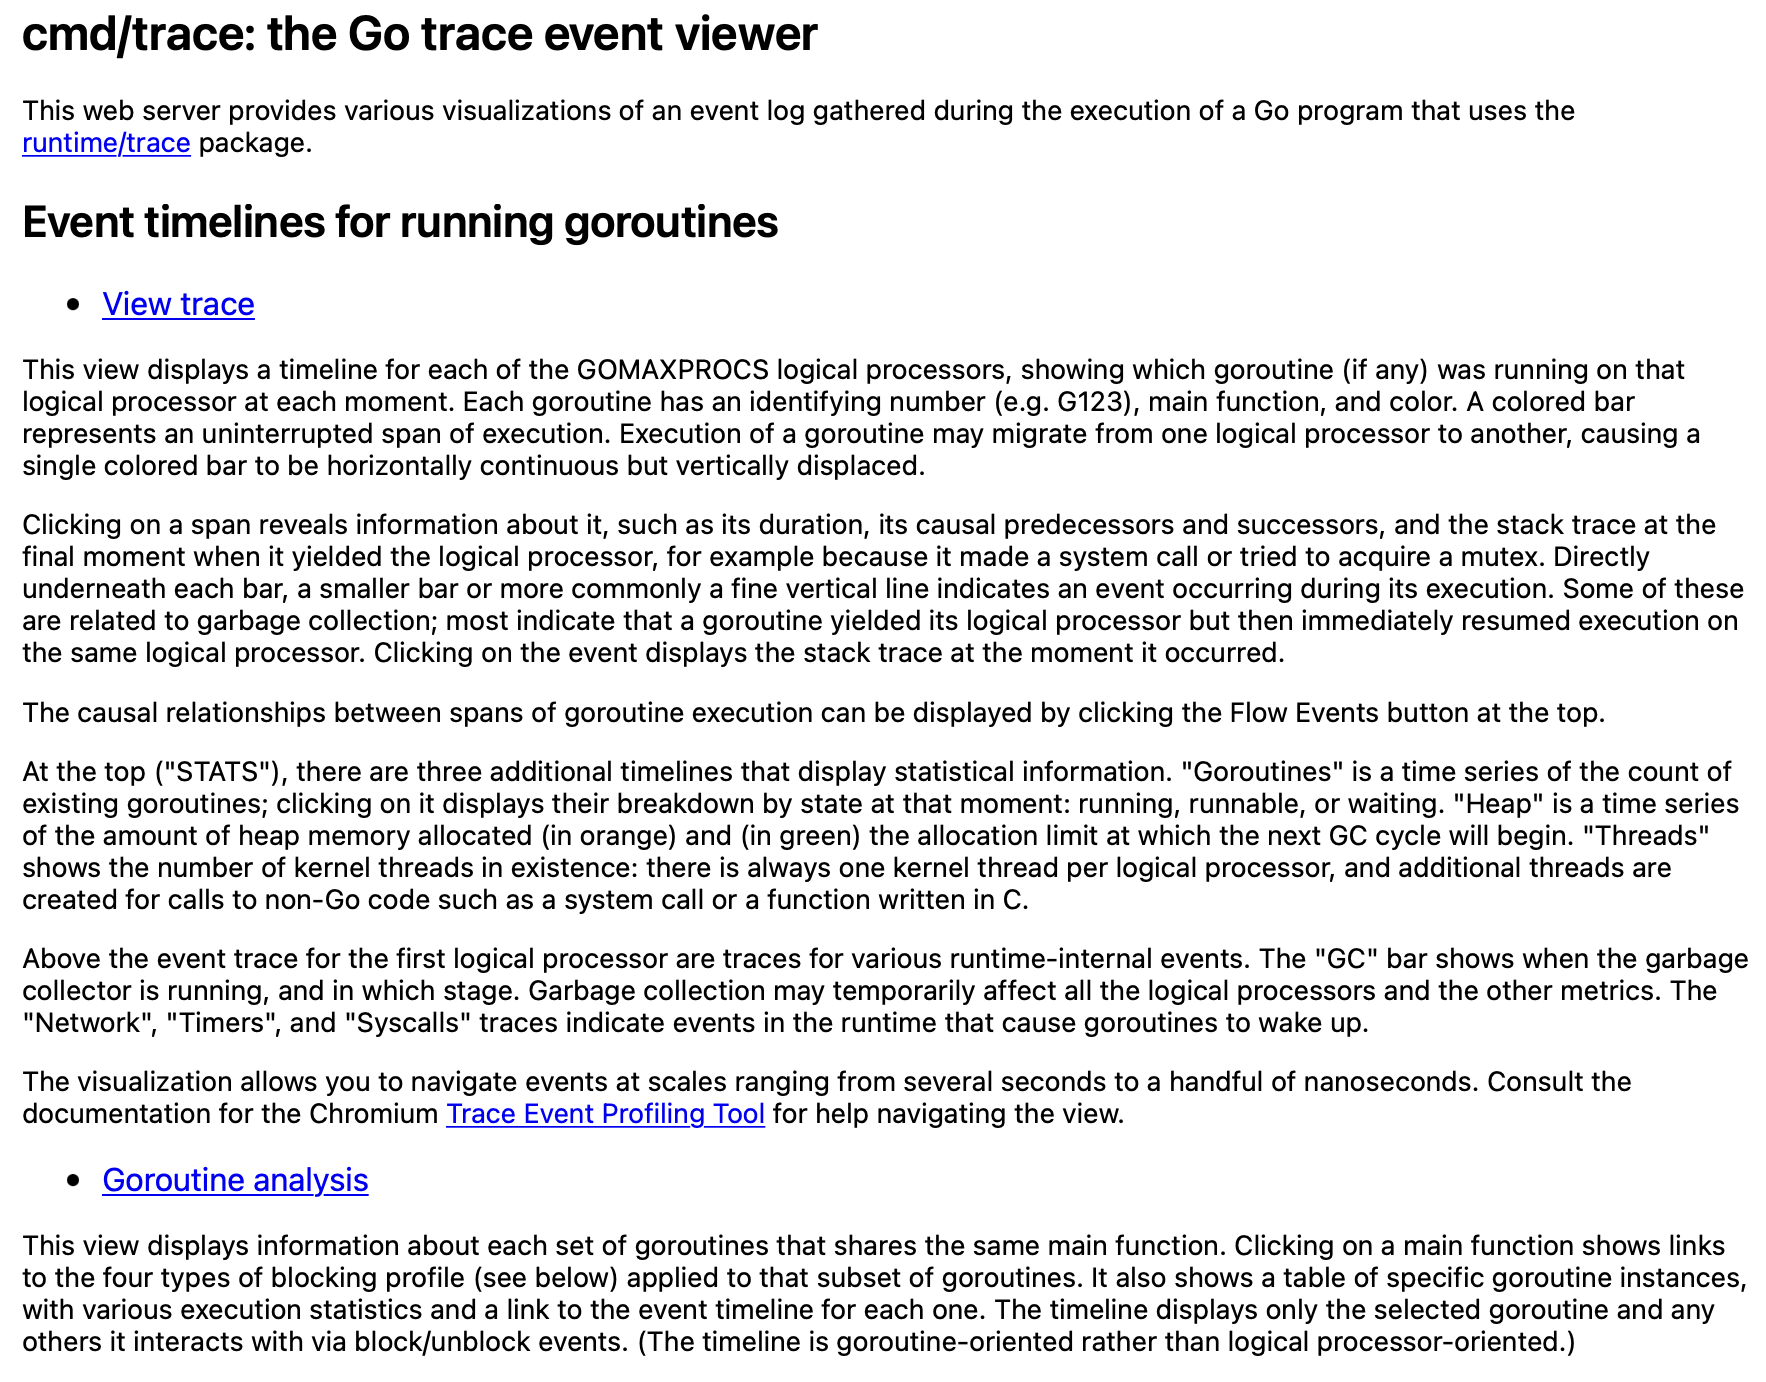 cmd/trace: the Go trace event viewer
This web server provides various visualizations of an event log gathered during the execution of a Go program that uses the
runtime/trace package.
Event timelines for running goroutines
• View trace
This view displays a timeline for each of the GOMAXPROCS logical processors, showing which goroutine (if any) was running on that
logical processor at each moment. Each goroutine has an identifying number (e.g. G123), main function, and color. A colored bar
represents an uninterrupted span of execution. Execution of a goroutine may migrate from one logical processor to another, causing a
single colored bar to be horizontally continuous but vertically displaced.
Clicking on a span reveals information about it, such as its duration, its causal predecessors and successors, and the stack trace at the
final moment when it yielded the logical processor, for example because it made a system call or tried to acquire a mutex. Directly
underneath each bar, a smaller bar or more commonly a fine vertical line indicates an event occurring during its execution. Some of these
are related to garbage collection; most indicate that a goroutine yielded its logical processor but then immediately resumed execution on
the same logical processor. Clicking on the event displays the stack trace at the moment it occurred.
The causal relationships between spans of goroutine execution can be displayed by clicking the Flow Events button at the top.
At the top ("STATS"), there are three additional timelines that display statistical information. "Goroutines" is a time series of the count of
existing goroutines; clicking on it displays their breakdown by state at that moment: running, runnable, or waiting. "Heap" is a time series
of the amount of heap memory allocated (in orange) and (in green) the allocation limit at which the next GC cycle will begin. "Threads"
shows the number of kernel threads in existence: there is always one kernel thread per logical processor, and additional threads are
created for calls to non-Go code such as a system call or a function written in C.
Above the event trace for the first logical processor are traces for various runtime-internal events. The "GC" bar shows when the garbage
collector is running, and in which stage. Garbage collection may temporarily affect all the logical processors and the other metrics. The
"Network", "Timers", and "Syscalls" traces indicate events in the runtime that cause goroutines to wake up.
The visualization allows you to navigate events at scales ranging from several seconds to a handful of nanoseconds. Consult the
documentation for the Chromium Trace Event Profiling Tool for help navigating the view.
• Goroutine analysis
This view displays information about each set of goroutines that shares the same main function. Clicking on a main function shows links
to the four types of blocking profile (see below) applied to that subset of goroutines. It also shows a table of specific goroutine instances,
with various execution statistics and a link to the event timeline for each one. The timeline displays only the selected goroutine and any
others it interacts with via block/unblock events. (The timeline is goroutine-oriented rather than logical processor-oriented.)